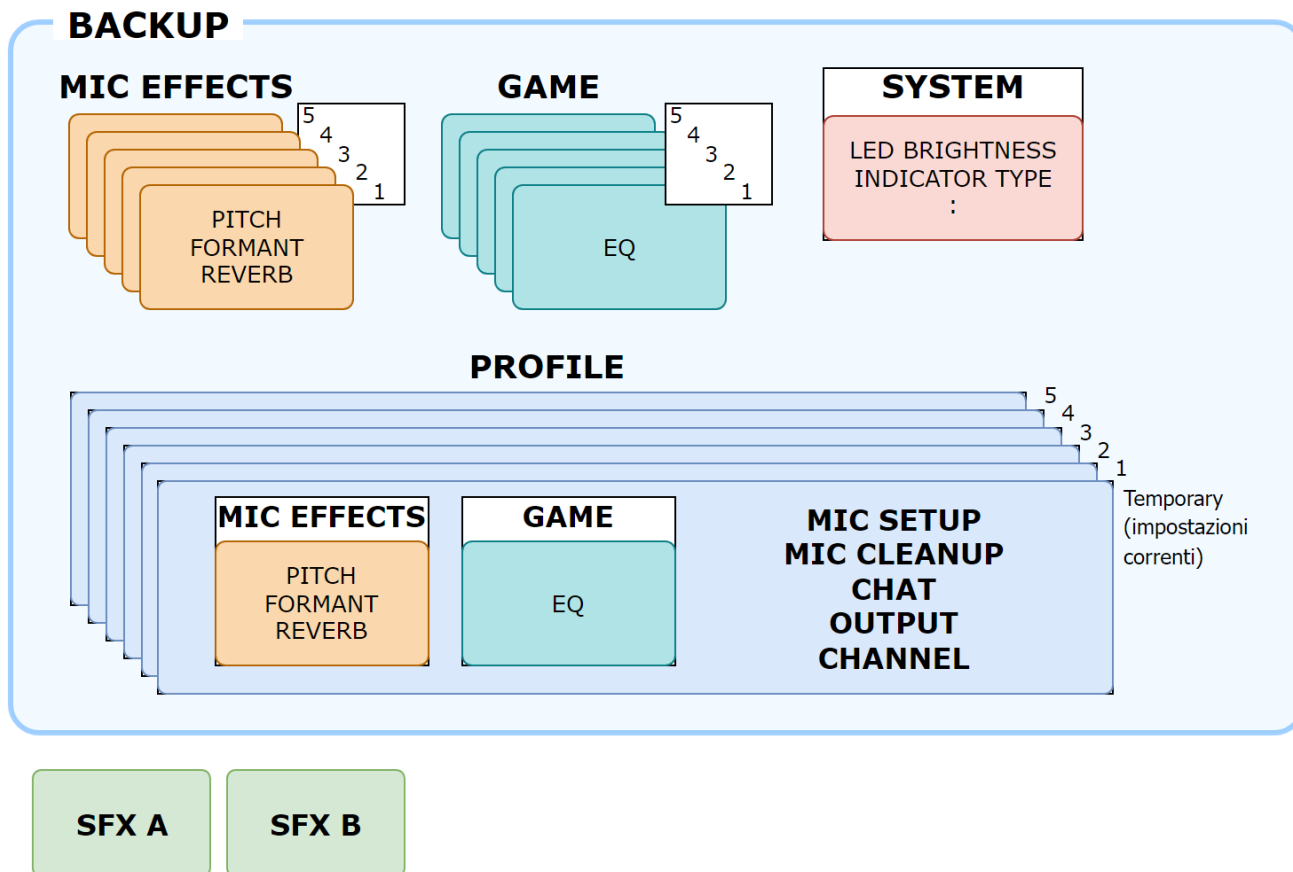 BACKUP
MIC EFFECTS
5
4
3
2
1
PITCH
FORMANT
REVERB
GAME
5
4
3
2
1
EQ
SYSTEM
LED BRIGHTNESS
INDICATOR TYPE
:
PROFILE
5
4
3
2
1
Temporary
(impostazioni
correnti)
MIC EFFECTS
PITCH
FORMANT
REVERB
GAME
EQ
MIC SETUP
MIC CLEANUP
CHAT
OUTPUT
CHANNEL
SFX A
SFX B